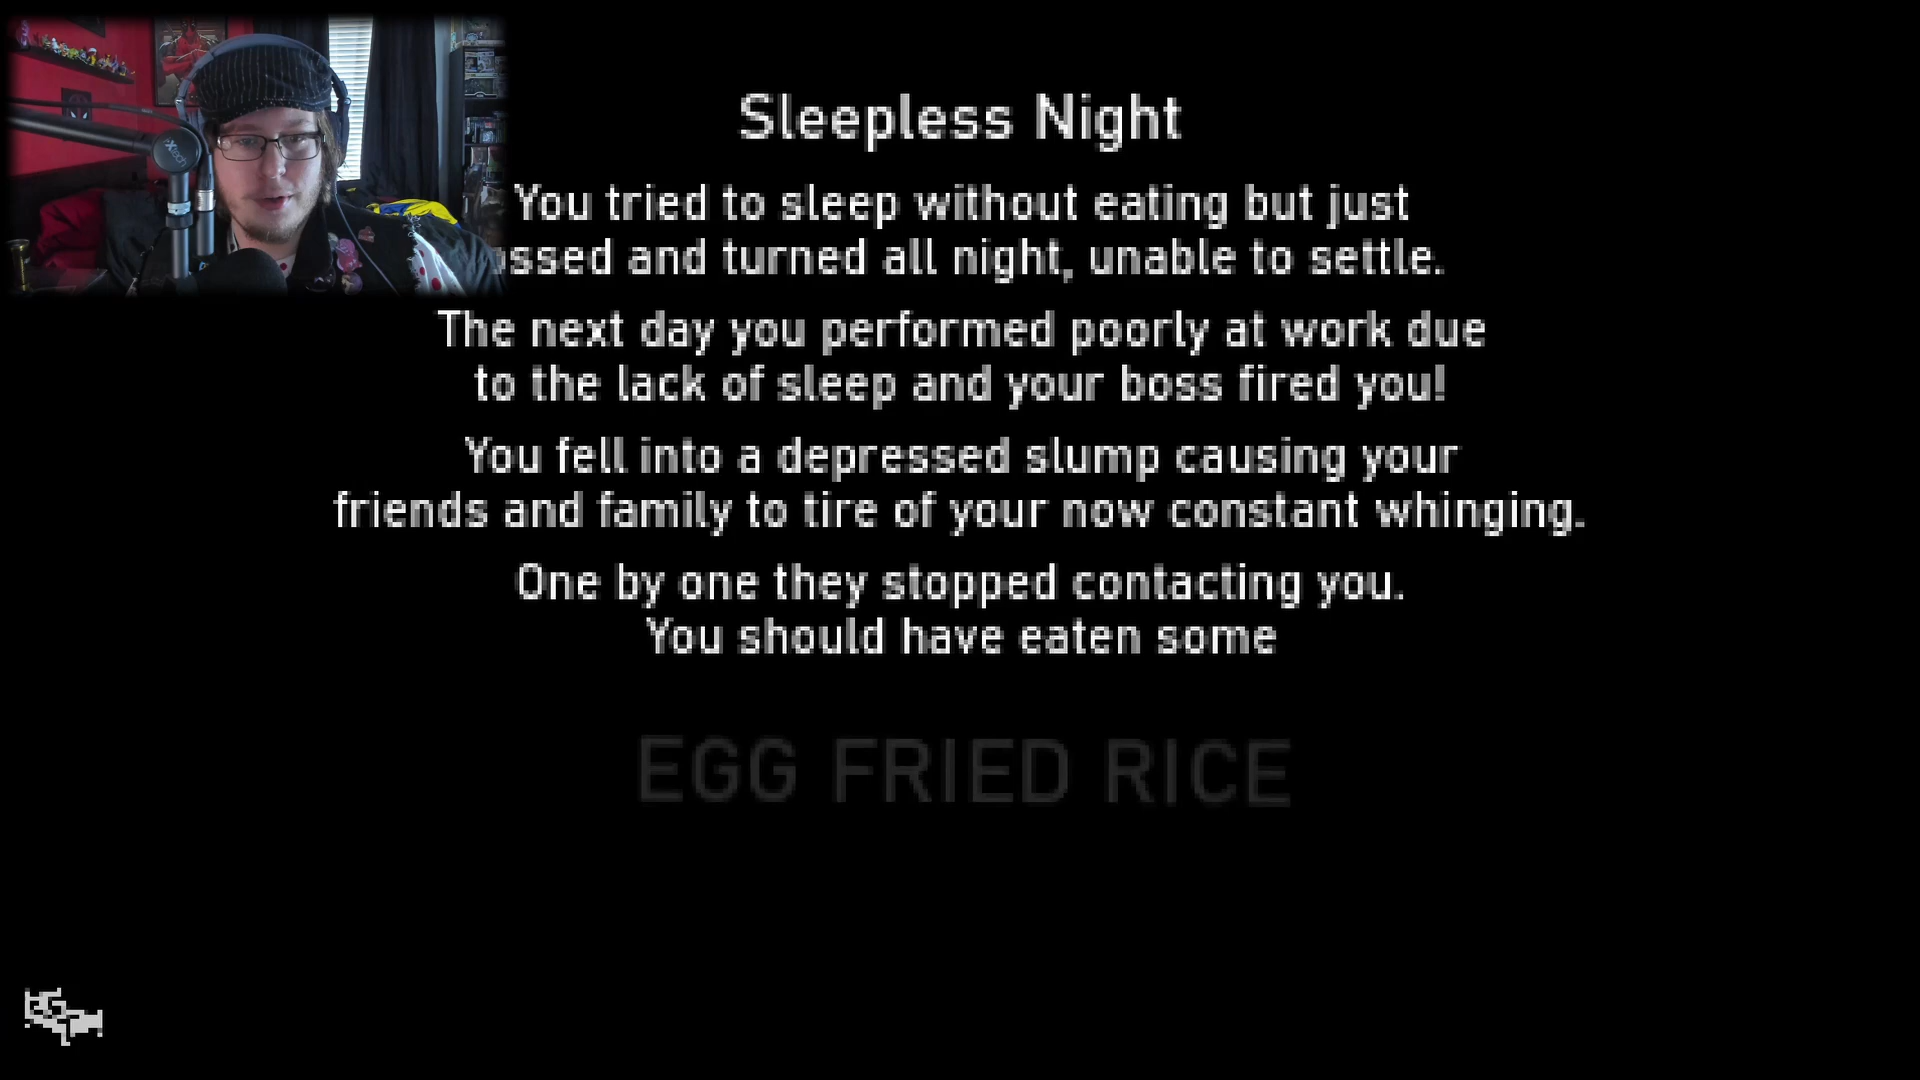 Sleepless Night
You tried to sleep without eating but just
ossed and turned all night, unable to settle.
The next day you performed poorly at work due
to the lack of sleep and your boss fired you!
You fell into a depressed slump causing your
friends and family to tire of your now constant whinging.
One by one they stopped contacting you.
You should have eaten some
EGG FRIED RICE